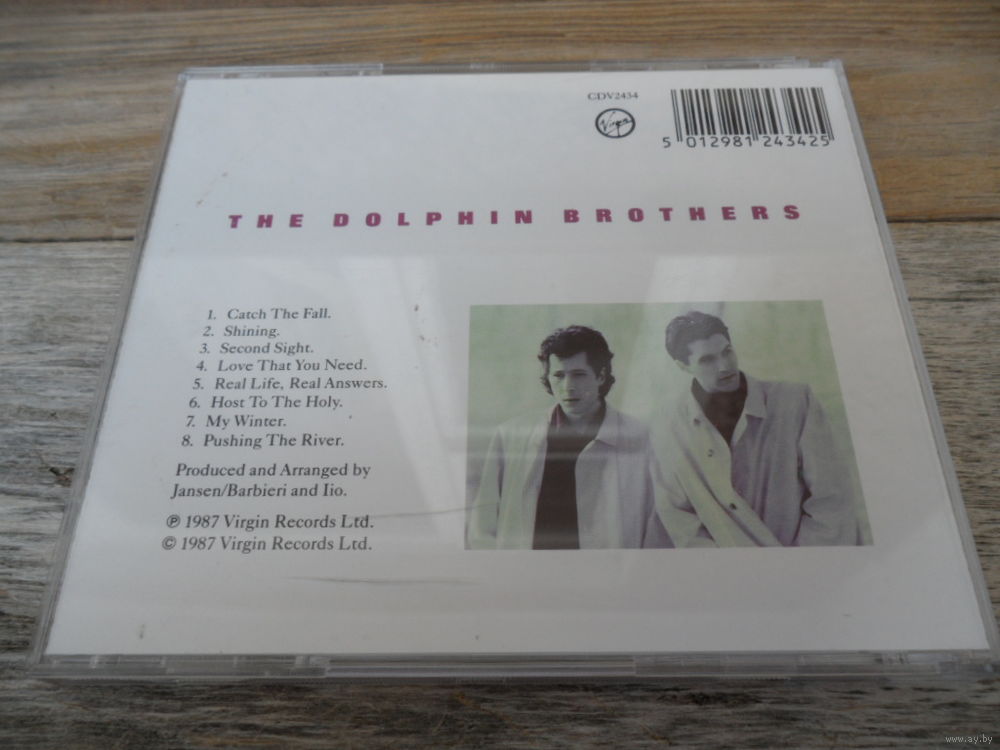 CDV2434
Virgin
5 012981 243425
THE DOLPHIN BROTHERS
1. Catch The Fall.
2. Shining.
3. Second Sight.
4. Love That You Need.
5. Real Life, Real Answers.
6. Host To The Holy.
7. My Winter.
8. Pushing The River.
Produced and Arranged by
Jansen/Barbieri and Iio.
℗ 1987 Virgin Records Ltd.
© 1987 Virgin Records Ltd.
www.ay.by